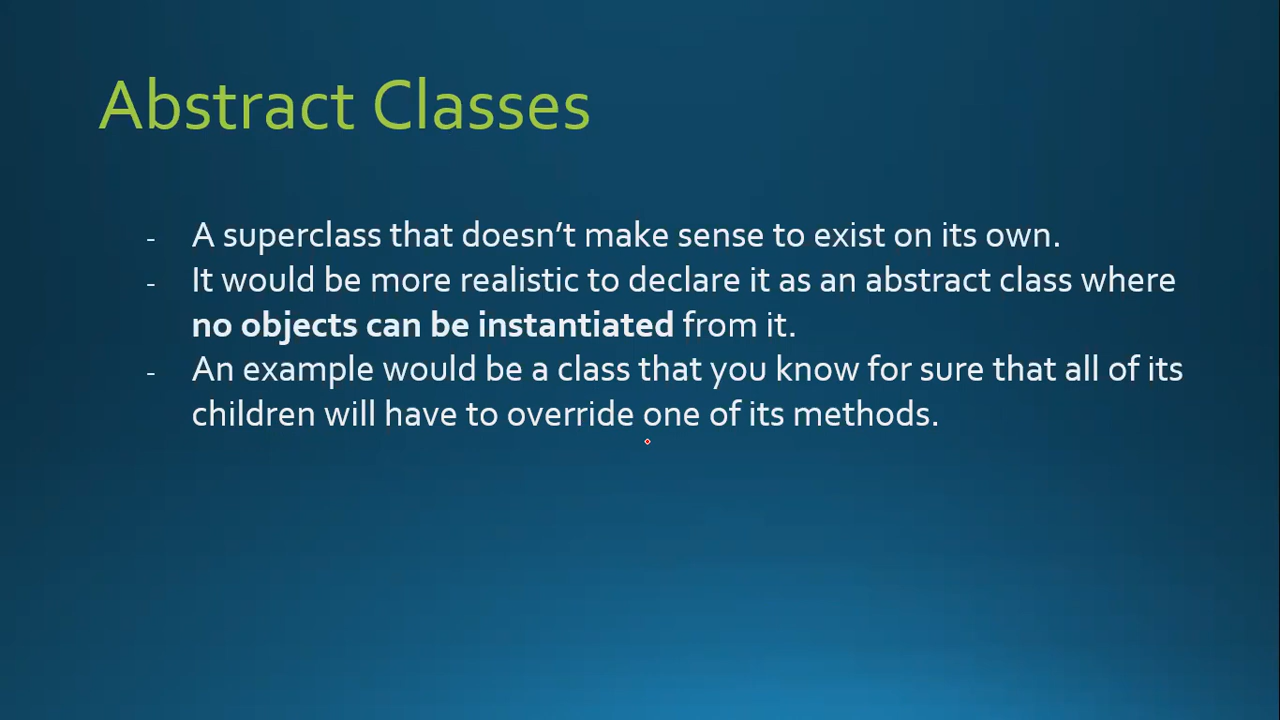 Abstract Classes
- A superclass that doesn’t make sense to exist on its own.
- It would be more realistic to declare it as an abstract class where
no objects can be instantiated from it.
- An example would be a class that you know for sure that all of its
children will have to override one of its methods.